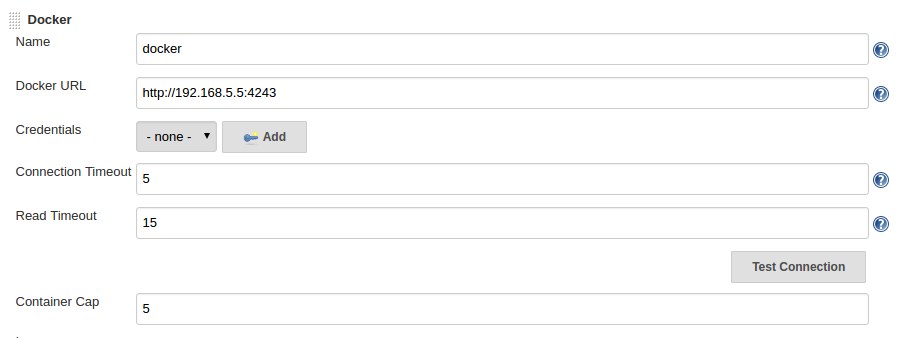 Docker
Name
docker
Docker URL
http://192.168.5.5:4243
Credentials
- none -
Add
Connection Timeout
5
Read Timeout
15
Test Connection
Container Cap
5